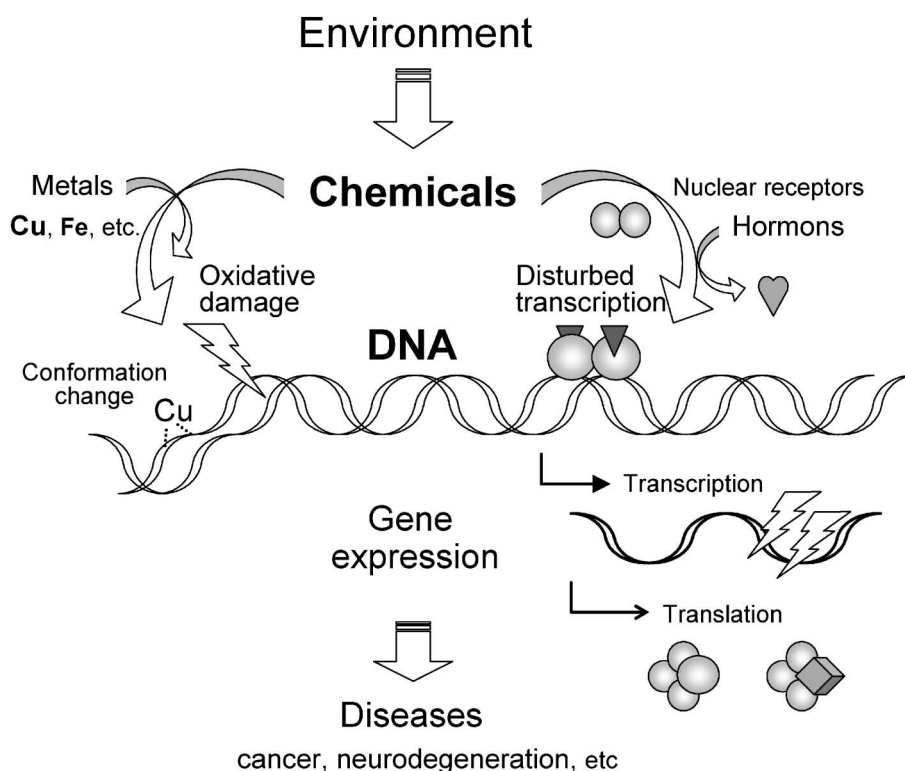 Environment
Chemicals
Metals
Cu, Fe, etc.
Nuclear receptors
Hormons
Oxidative
damage
Disturbed
transcription
DNA
Conformation
change
Cu
Transcription
Gene
expression
Translation
Diseases
cancer, neurodegeneration, etc